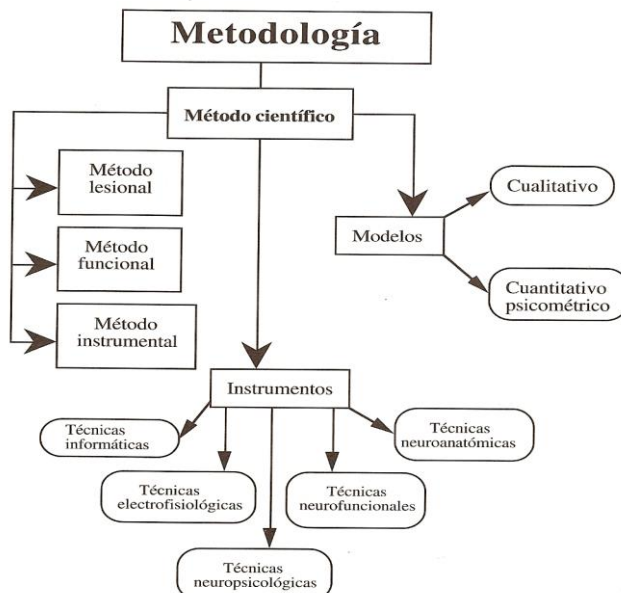 Metodología
Método científico
Método
lesional
Método
funcional
Método
instrumental
Modelos
Cualitativo
Cuantitativo
psicométrico
Instrumentos
Técnicas
informáticas
Técnicas
electrofisiológicas
Técnicas
neuropsicológicas
Técnicas
neurofuncionales
Técnicas
neuroanatómicas